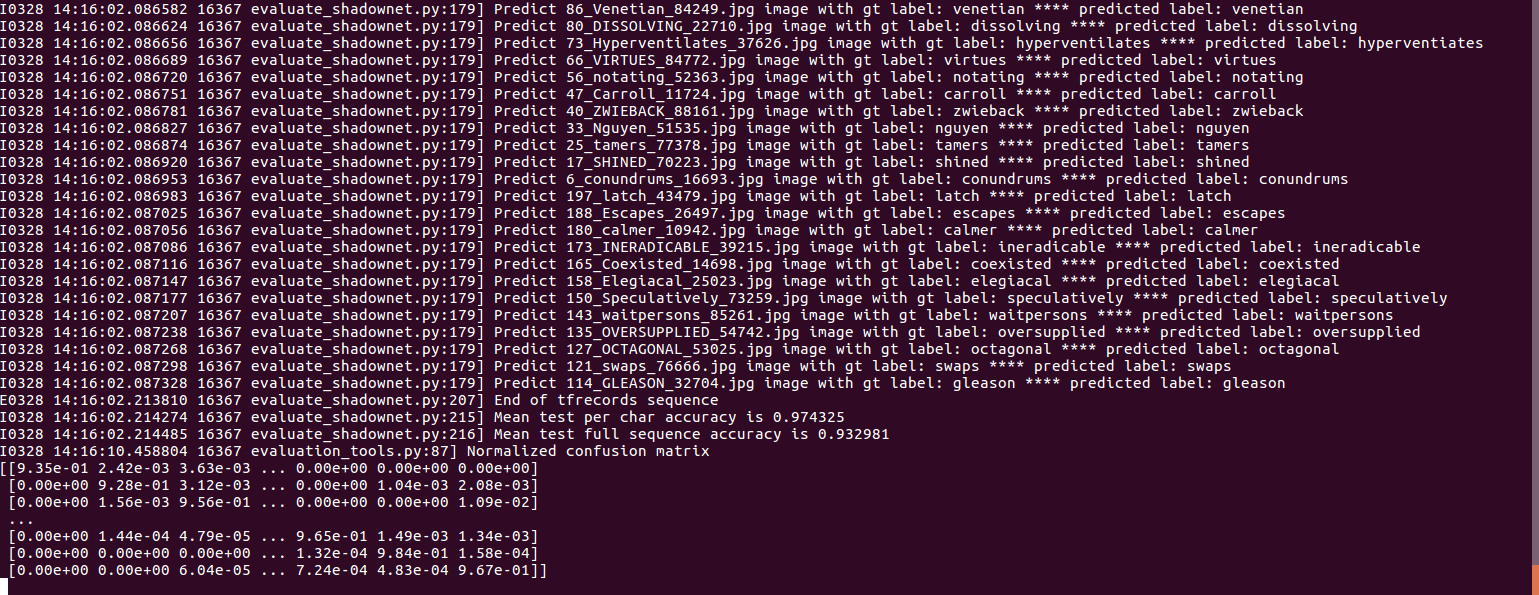 I0328 14:16:02.086582 16367 evaluate_shadownet.py:179] Predict 86_Venetian_84249.jpg image with gt label: venetian **** predicted label: venetian
I0328 14:16:02.086624 16367 evaluate_shadownet.py:179] Predict 80_DISSOLVING_22710.jpg image with gt label: dissolving **** predicted label: dissolving
I0328 14:16:02.086656 16367 evaluate_shadownet.py:179] Predict 73_Hyperventilates_37626.jpg image with gt label: hyperventilates **** predicted label: hyperventiates
I0328 14:16:02.086689 16367 evaluate_shadownet.py:179] Predict 66_VIRTUES_84772.jpg image with gt label: virtues **** predicted label: virtues
I0328 14:16:02.086720 16367 evaluate_shadownet.py:179] Predict 56_notating_52363.jpg image with gt label: notating **** predicted label: notating
I0328 14:16:02.086751 16367 evaluate_shadownet.py:179] Predict 47_Carroll_11724.jpg image with gt label: carroll **** predicted label: carroll
I0328 14:16:02.086781 16367 evaluate_shadownet.py:179] Predict 40_ZWIEBACK_88161.jpg image with gt label: zwieback **** predicted label: zwieback
I0328 14:16:02.086827 16367 evaluate_shadownet.py:179] Predict 33_Nguyen_51535.jpg image with gt label: nguyen **** predicted label: nguyen
I0328 14:16:02.086874 16367 evaluate_shadownet.py:179] Predict 25_tamers_77378.jpg image with gt label: tamers **** predicted label: tamers
I0328 14:16:02.086920 16367 evaluate_shadownet.py:179] Predict 17_SHINED_70223.jpg image with gt label: shined **** predicted label: shined
I0328 14:16:02.086953 16367 evaluate_shadownet.py:179] Predict 6_conundrums_16693.jpg image with gt label: conundrums **** predicted label: conundrums
I0328 14:16:02.086983 16367 evaluate_shadownet.py:179] Predict 197_latch_43479.jpg image with gt label: latch **** predicted label: latch
I0328 14:16:02.087025 16367 evaluate_shadownet.py:179] Predict 188_Escapes_26497.jpg image with gt label: escapes **** predicted label: escapes
I0328 14:16:02.087056 16367 evaluate_shadownet.py:179] Predict 180_calmer_10942.jpg image with gt label: calmer **** predicted label: calmer
I0328 14:16:02.087086 16367 evaluate_shadownet.py:179] Predict 173_INERADICABLE_39215.jpg image with gt label: ineradicable **** predicted label: ineradicable
I0328 14:16:02.087116 16367 evaluate_shadownet.py:179] Predict 165_Coexisted_14698.jpg image with gt label: coexisted **** predicted label: coexisted
I0328 14:16:02.087147 16367 evaluate_shadownet.py:179] Predict 158_Elegiacal_25023.jpg image with gt label: elegiacal **** predicted label: elegiacal
I0328 14:16:02.087177 16367 evaluate_shadownet.py:179] Predict 150_Speculatively_73259.jpg image with gt label: speculatively **** predicted label: speculatively
I0328 14:16:02.087207 16367 evaluate_shadownet.py:179] Predict 143_waitpersons_85261.jpg image with gt label: waitpersons **** predicted label: waitpersons
I0328 14:16:02.087238 16367 evaluate_shadownet.py:179] Predict 135_OVERSUPPLIED_54742.jpg image with gt label: oversupplied **** predicted label: oversupplied
I0328 14:16:02.087268 16367 evaluate_shadownet.py:179] Predict 127_OCTAGONAL_53025.jpg image with gt label: octagonal **** predicted label: octagonal
I0328 14:16:02.087298 16367 evaluate_shadownet.py:179] Predict 121_swaps_76666.jpg image with gt label: swaps **** predicted label: swaps
I0328 14:16:02.087328 16367 evaluate_shadownet.py:179] Predict 114_GLEASON_32704.jpg image with gt label: gleason **** predicted label: gleason
E0328 14:16:02.213810 16367 evaluate_shadownet.py:207] End of tfrecords sequence
I0328 14:16:02.214274 16367 evaluate_shadownet.py:215] Mean test per char accuracy is 0.974325
I0328 14:16:02.214485 16367 evaluate_shadownet.py:216] Mean test full sequence accuracy is 0.932981
I0328 14:16:10.458804 16367 evaluation_tools.py:87] Normalized confusion matrix
[[9.35e-01 2.42e-03 3.63e-03 ... 0.00e+00 0.00e+00 0.00e+00]
[0.00e+00 9.28e-01 3.12e-03 ... 0.00e+00 1.04e-03 2.08e-03]
[0.00e+00 1.56e-03 9.56e-01 ... 0.00e+00 0.00e+00 1.09e-02]
...
[0.00e+00 1.44e-04 4.79e-05 ... 9.65e-01 1.49e-03 1.34e-03]
[0.00e+00 0.00e+00 0.00e+00 ... 1.32e-04 9.84e-01 1.58e-04]
[0.00e+00 0.00e+00 6.04e-05 ... 7.24e-04 4.83e-04 9.67e-01]]